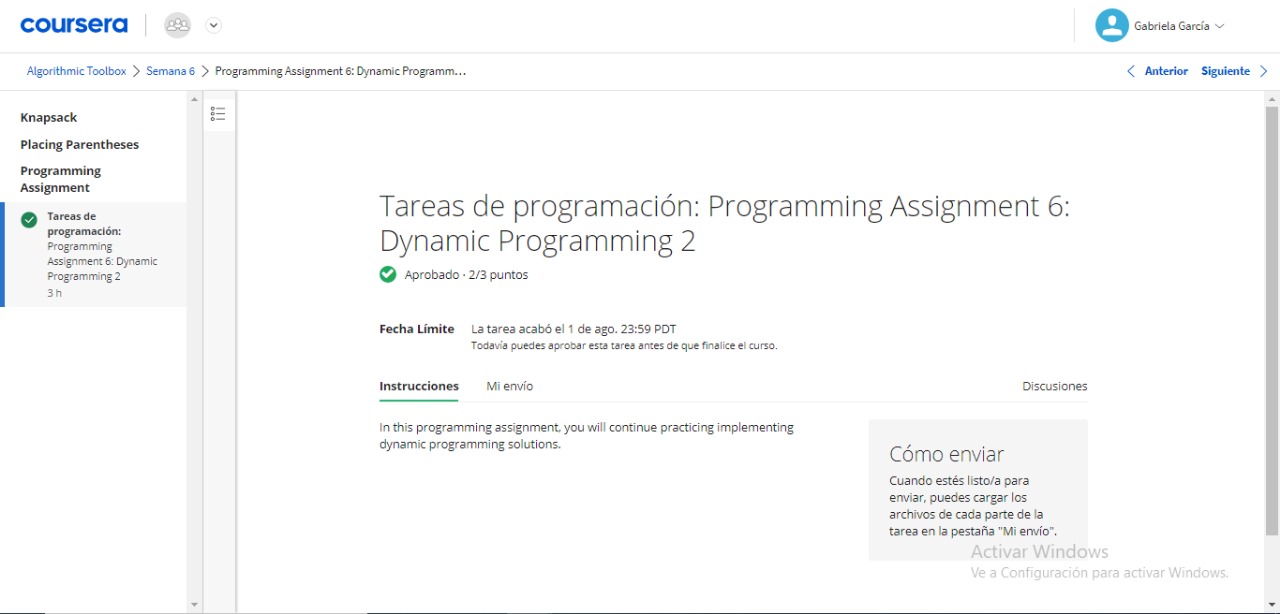 coursera
Gabriela García
Algorithmic Toolbox > Semana 6 > Programming Assignment 6: Dynamic Programm...
Anterior Siguiente
Knapsack
Placing Parentheses
Programming
Assignment
Tareas de
programación:
Programming
Assignment 6: Dynamic
Programming 2
3 h
Tareas de programación: Programming Assignment 6:
Dynamic Programming 2
Aprobado · 2/3 puntos
Fecha Límite La tarea acabó el 1 de ago. 23:59 PDT
Todavía puedes aprobar esta tarea antes de que finalice el curso.
Instrucciones Mi envío Discusiones
In this programming assignment, you will continue practicing implementing
dynamic programming solutions.
Cómo enviar
Cuando estés listo/a para
enviar, puedes cargar los
archivos de cada parte de la
tarea en la pestaña "Mi envío".
Activar Windows
Ve a Configuración para activar Windows.